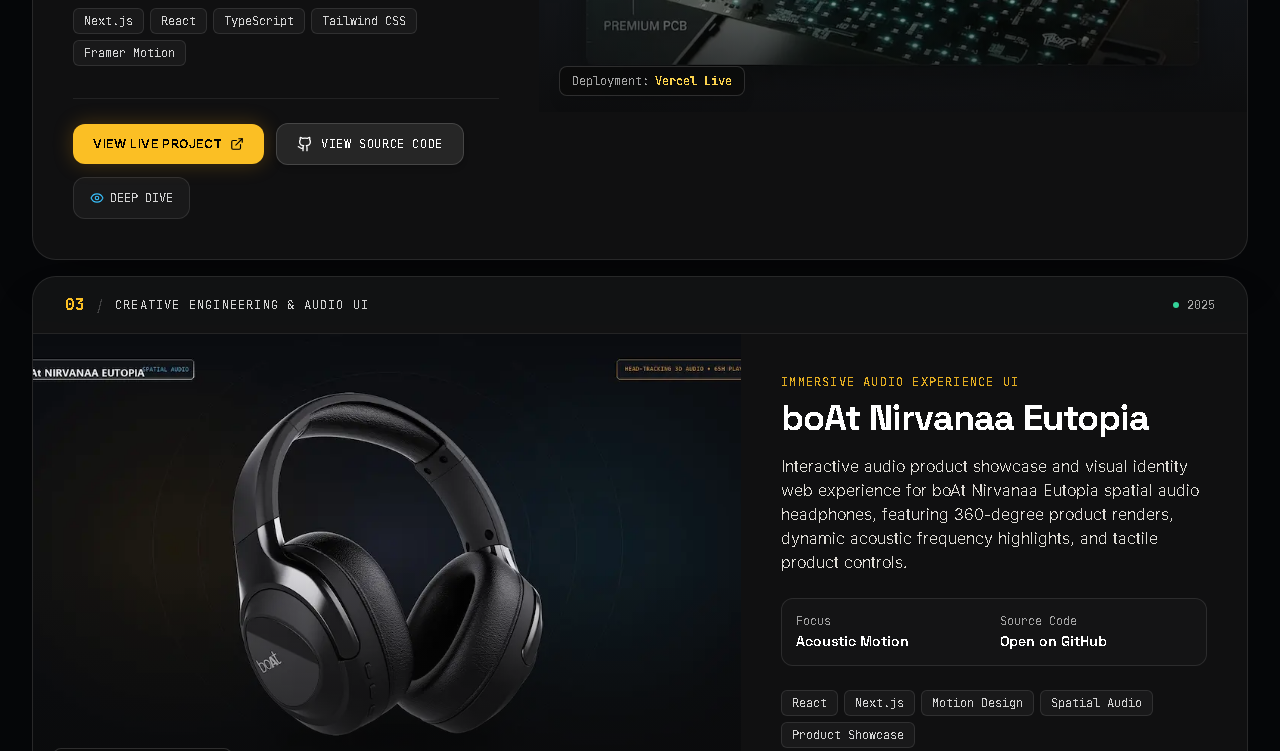 Next.js
React
TypeScript
Tailwind CSS
Framer Motion
PREMIUM PCB
Deployment: Vercel Live
VIEW LIVE PROJECT
VIEW SOURCE CODE
DEEP DIVE
03 / CREATIVE ENGINEERING & AUDIO UI
2025
At NIRVANAA EUTOPIA
SPATIAL AUDIO
HEAD-TRACKING 3D AUDIO • 65H
boAt
IMMERSIVE AUDIO EXPERIENCE UI
boAt Nirvanaa Eutopia
Interactive audio product showcase and visual identity
web experience for boAt Nirvanaa Eutopia spatial audio
headphones, featuring 360-degree product renders,
dynamic acoustic frequency highlights, and tactile
product controls.
Focus
Acoustic Motion
Source Code
Open on GitHub
React
Next.js
Motion Design
Spatial Audio
Product Showcase